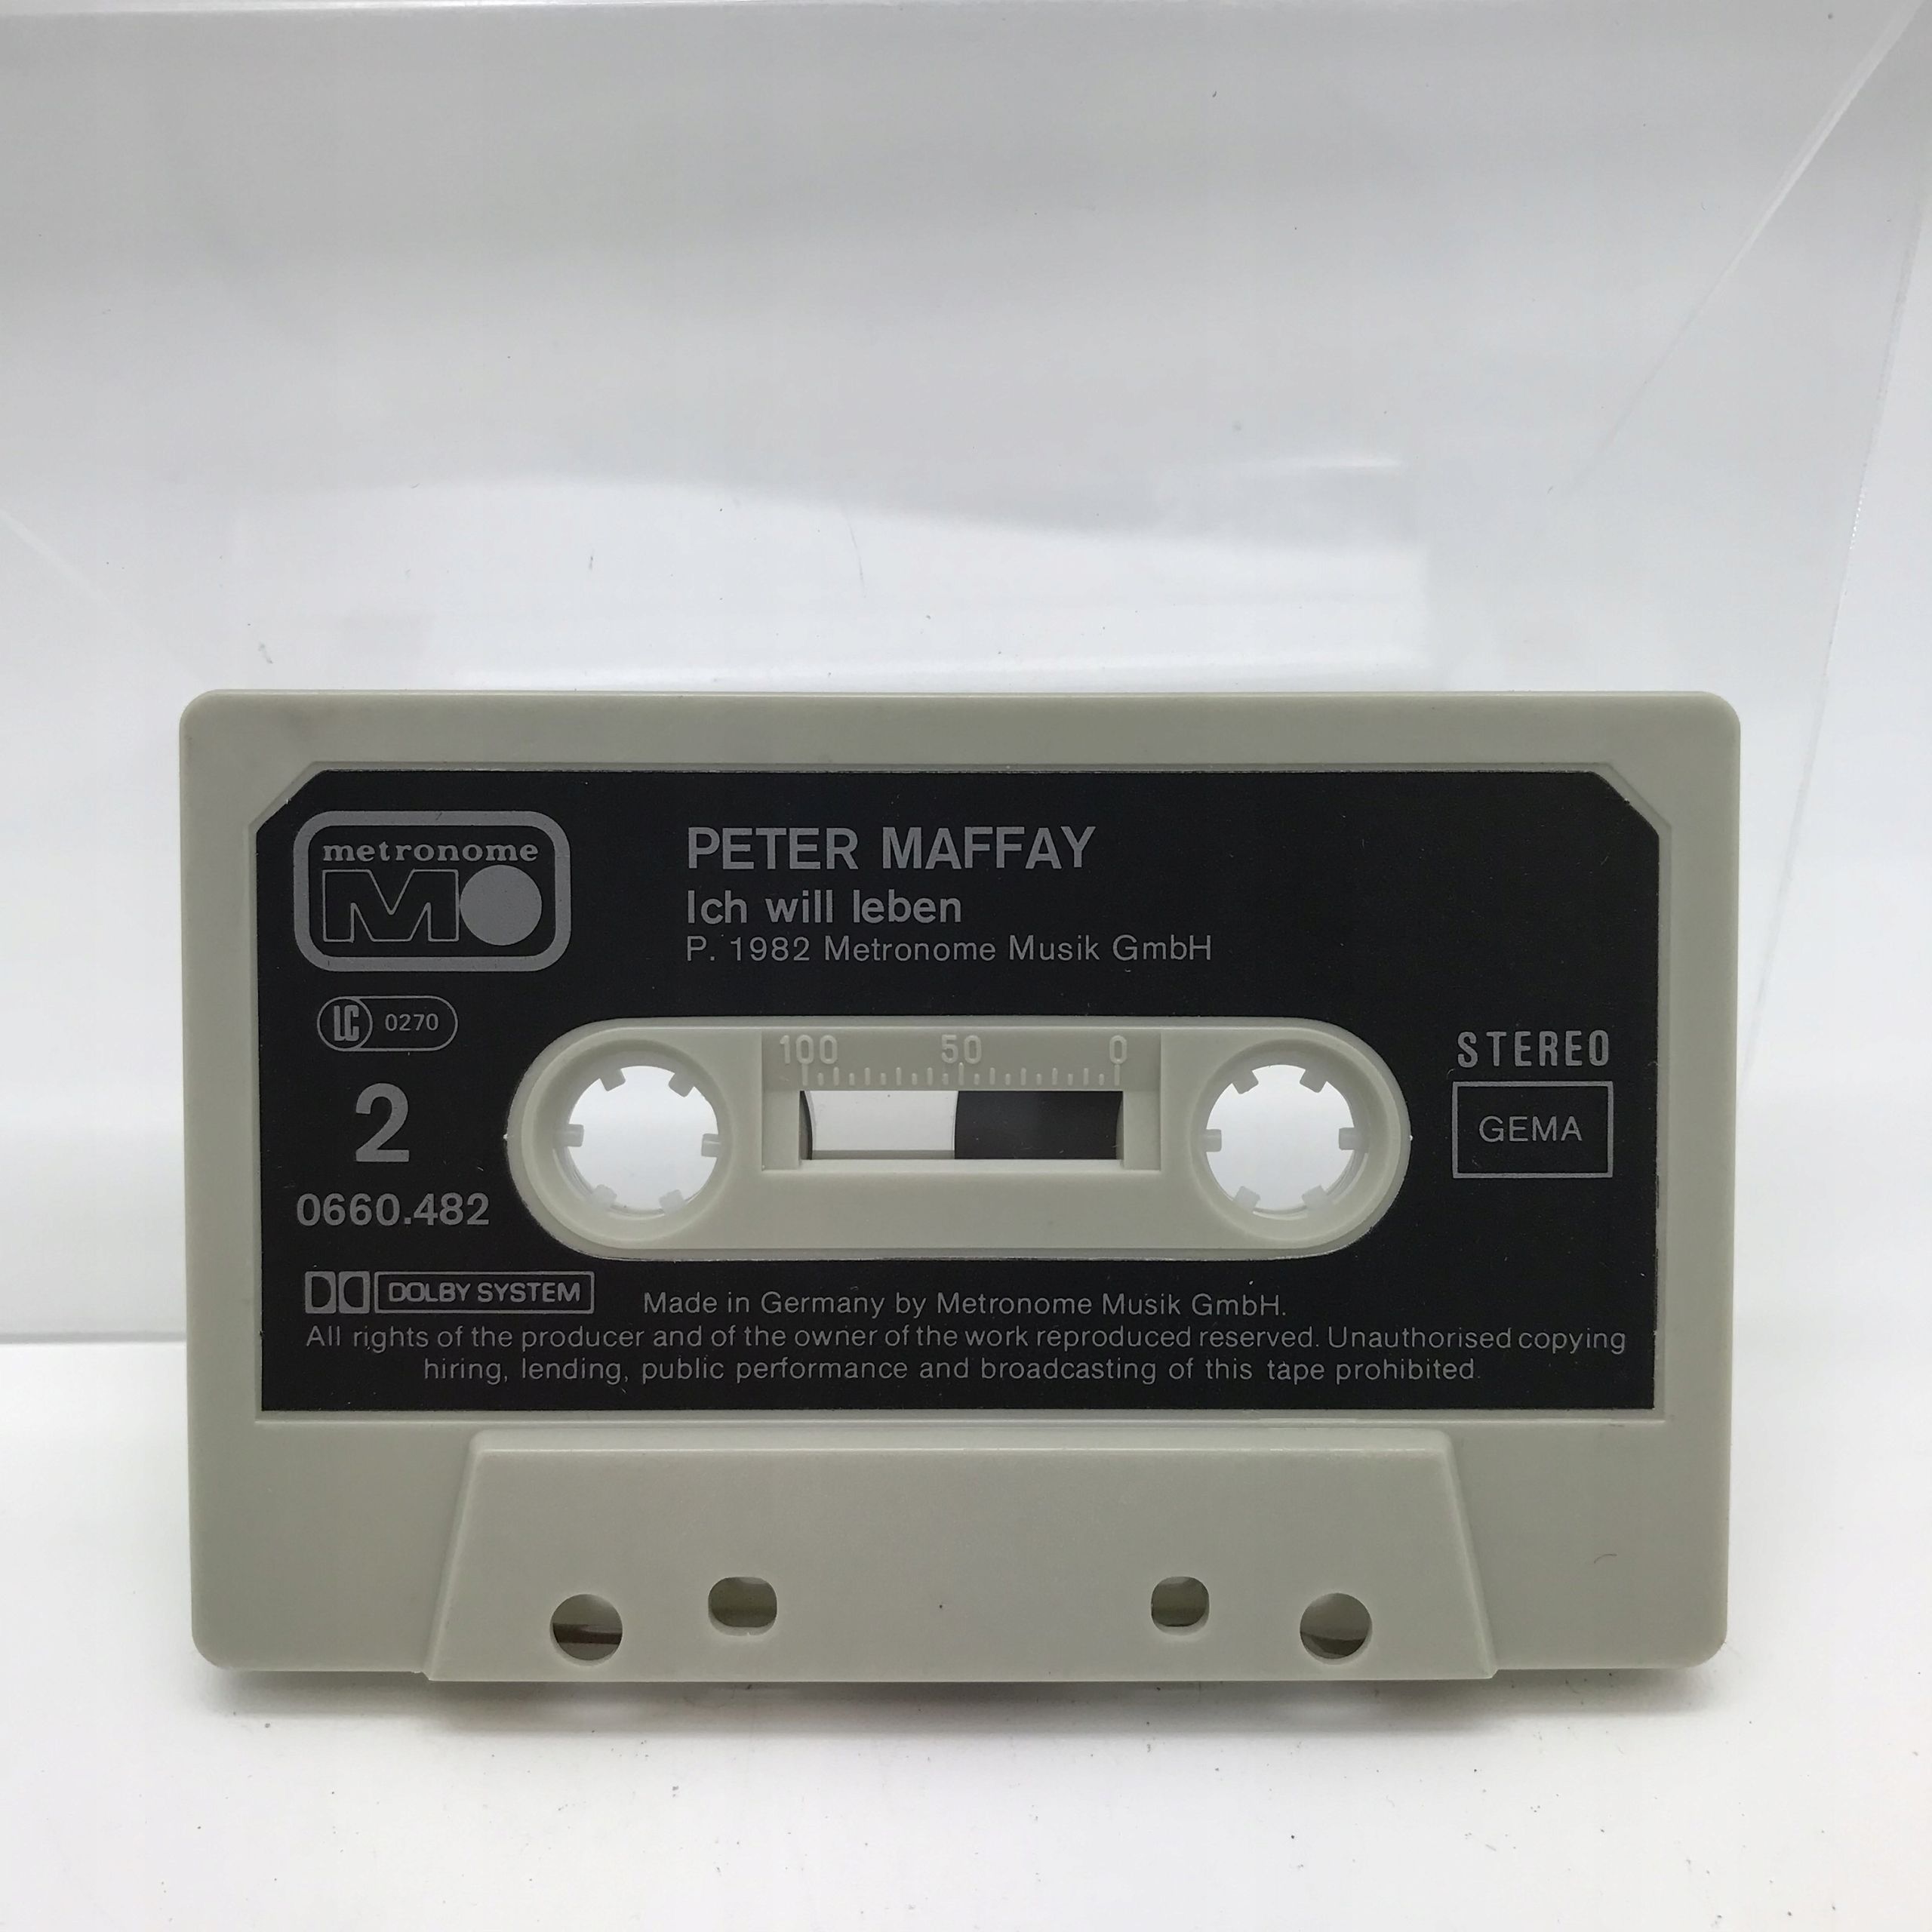 metronome
MO
PETER MAFFAY
Ich will leben
P. 1982 Metronome Musik GmbH
LC 0270
100 50 0
STEREO
2
GEMA
0660.482
DOLBY SYSTEM
Made in Germany by Metronome Musik GmbH.
All rights of the producer and of the owner of the work reproduced reserved. Unauthorised copying
hiring, lending, public performance and broadcasting of this tape prohibited.